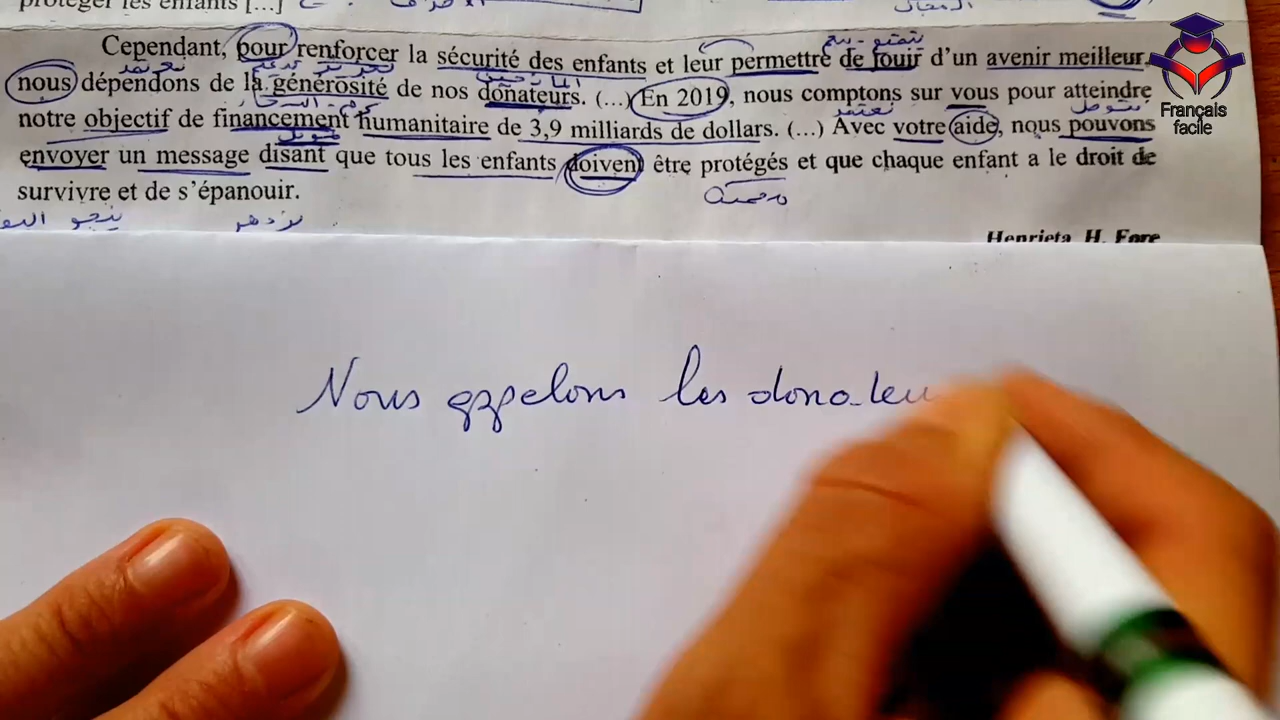 protéger les enfants [...]
المجال
Cependant, pour renforcer la sécurité des enfants et leur permettre de jouir d'un avenir meilleur,
nous dépendons de la générosité de nos donateurs. (...) En 2019, nous comptons sur vous pour atteindre
notre objectif de financement humanitaire de 3,9 milliards de dollars. (...) Avec votre aide, nous pouvons
envoyer un message disant que tous les enfants doivent être protégés et que chaque enfant a le droit de
survivre et de s'épanouir.
تزدهر
Henrieta H. Fore
Nous appelons les donateu
Français
facile